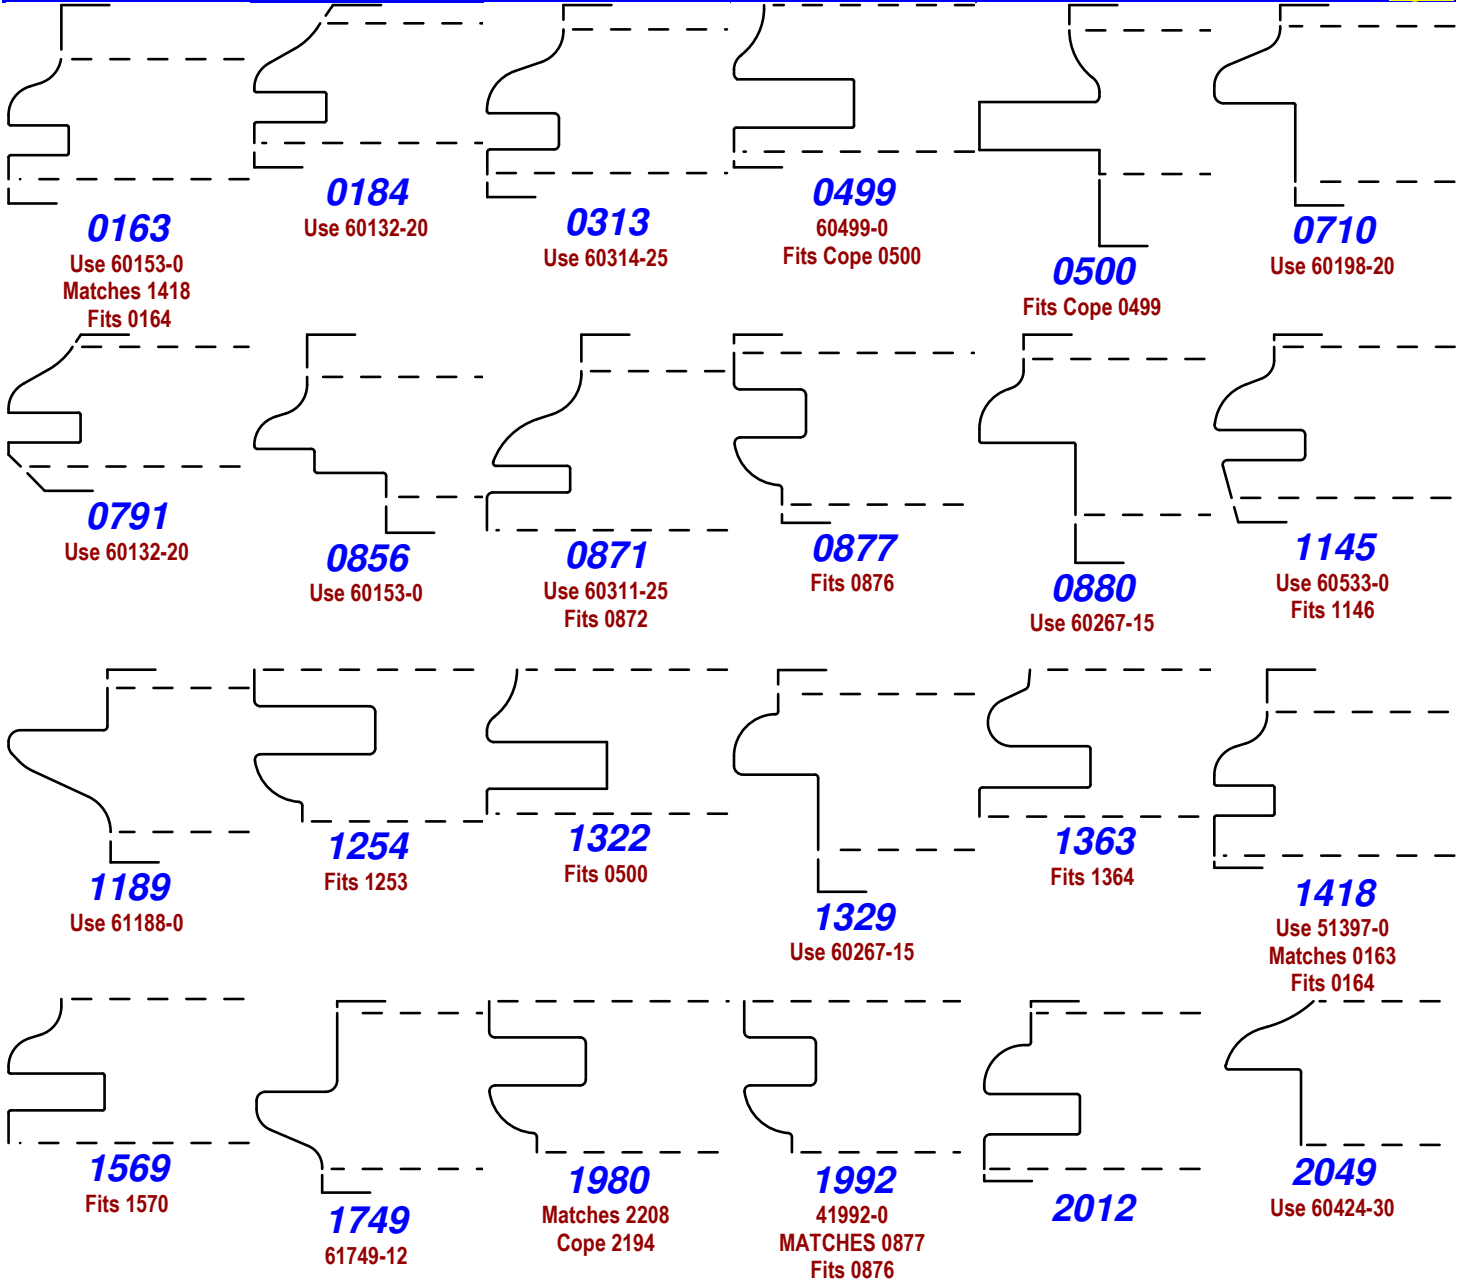 0163
Use 60153-0
Matches 1418
Fits 0164
0184
Use 60132-20
0313
Use 60314-25
0499
60499-0
Fits Cope 0500
0500
Fits Cope 0499
0710
Use 60198-20
0791
Use 60132-20
0856
Use 60153-0
0871
Use 60311-25
Fits 0872
0877
Fits 0876
0880
Use 60267-15
1145
Use 60533-0
Fits 1146
1189
Use 61188-0
1254
Fits 1253
1322
Fits 0500
1329
Use 60267-15
1363
Fits 1364
1418
Use 51397-0
Matches 0163
Fits 0164
1569
Fits 1570
1749
61749-12
1980
Matches 2208
Cope 2194
1992
41992-0
MATCHES 0877
Fits 0876
2012
2049
Use 60424-30